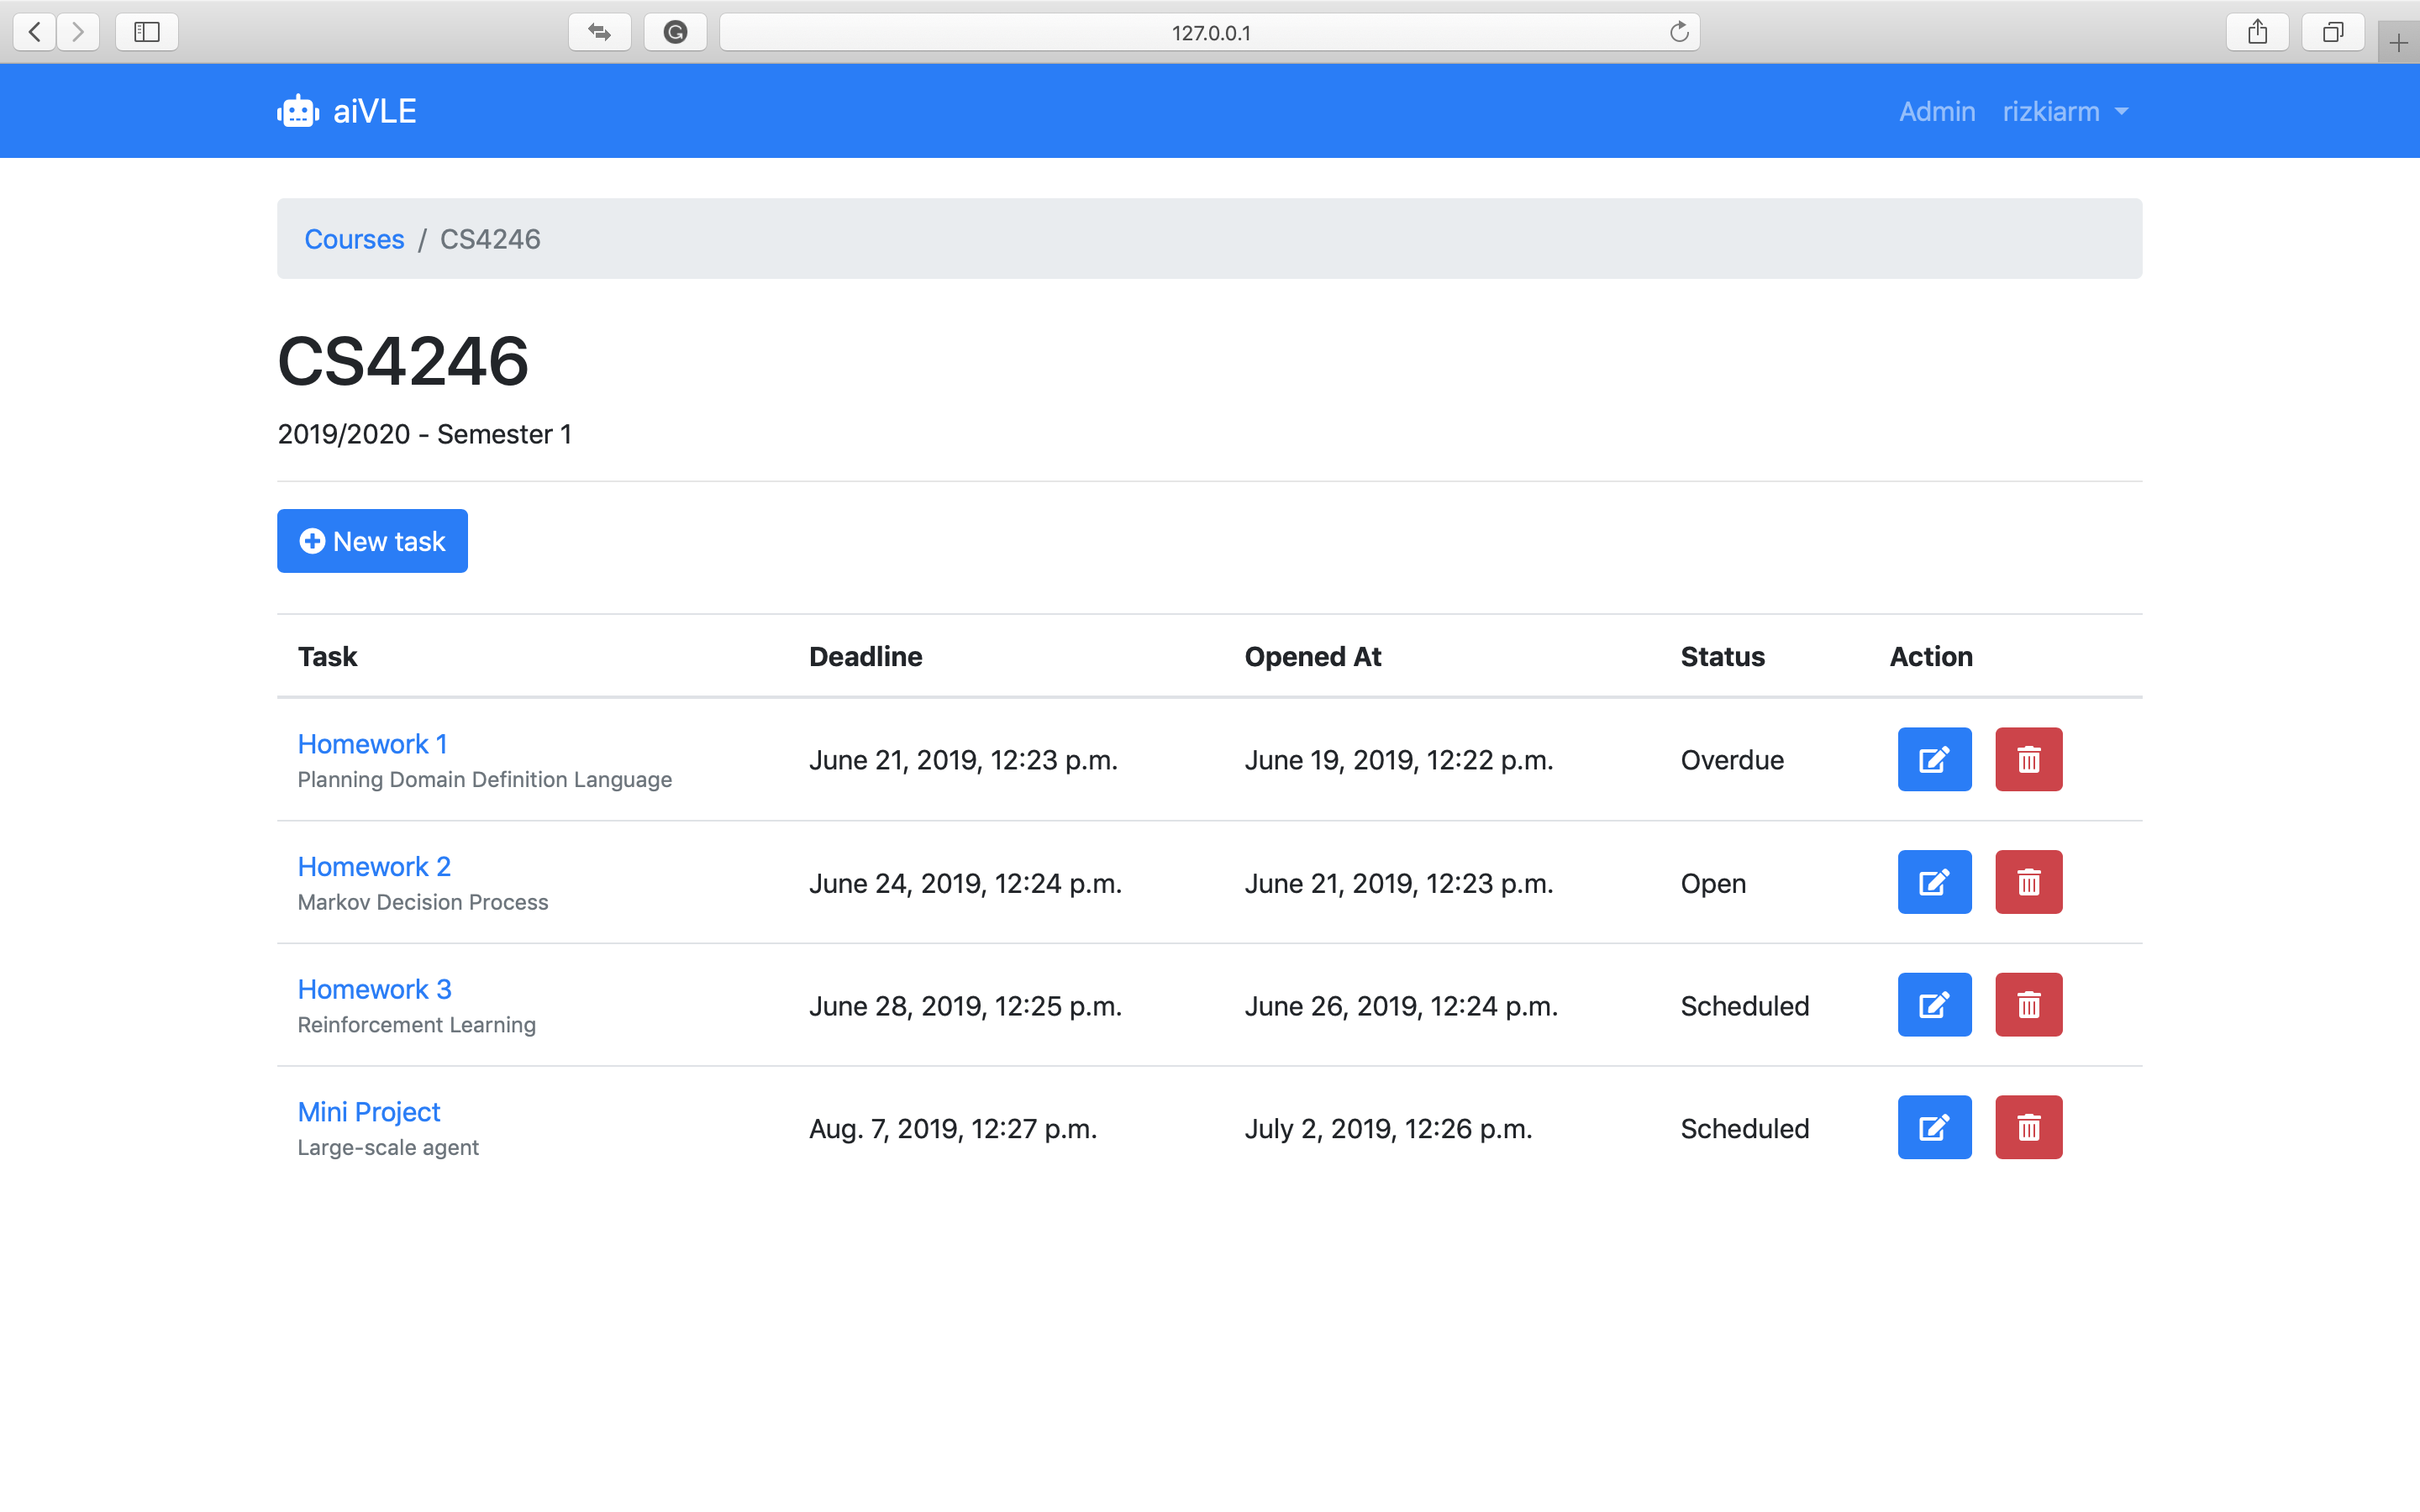 127.0.0.1
aiVLE Admin rizkiarm
Courses / CS4246
CS4246
2019/2020 - Semester 1
New task
Task Deadline Opened At Status Action
Homework 1
Planning Domain Definition Language
June 21, 2019, 12:23 p.m. June 19, 2019, 12:22 p.m. Overdue
Homework 2
Markov Decision Process
June 24, 2019, 12:24 p.m. June 21, 2019, 12:23 p.m. Open
Homework 3
Reinforcement Learning
June 28, 2019, 12:25 p.m. June 26, 2019, 12:24 p.m. Scheduled
Mini Project
Large-scale agent
Aug. 7, 2019, 12:27 p.m. July 2, 2019, 12:26 p.m. Scheduled